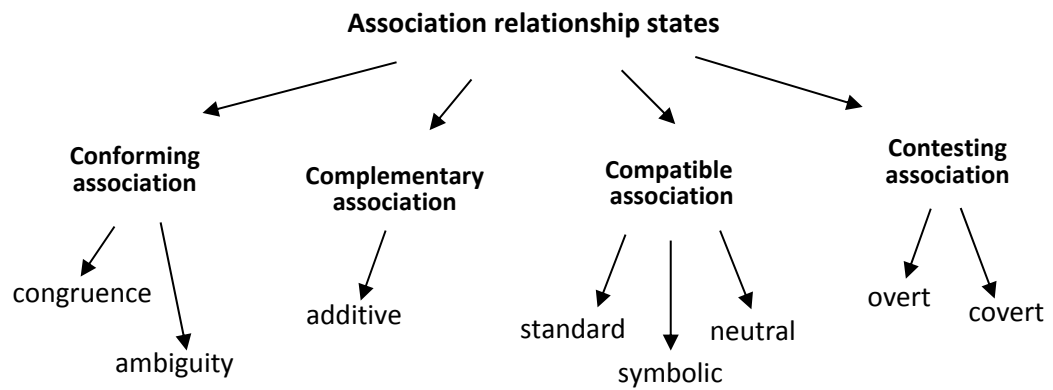 Association relationship states
Conforming
association
Complementary
association
Compatible
association
Contesting
association
congruence
ambiguity
additive
standard
symbolic
neutral
overt
covert